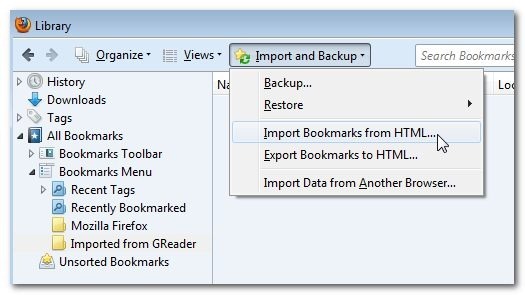 Library
Organize Views Import and Backup Search Bookmarks
History
Downloads
Tags
All Bookmarks
Bookmarks Toolbar
Bookmarks Menu
Recent Tags
Recently Bookmarked
Mozilla Firefox
Imported from GReader
Unsorted Bookmarks
Na Loc
Backup...
Restore
Import Bookmarks from HTML...
Export Bookmarks to HTML...
Import Data from Another Browser...